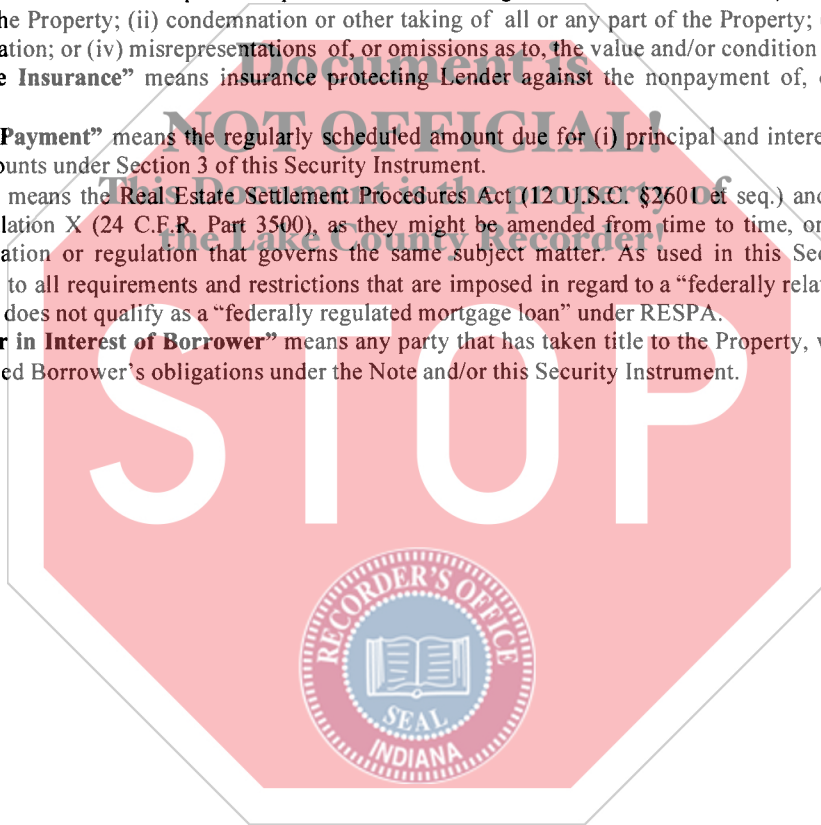 he Property; (ii) condemnation or other taking of all or any part of the Property;
ation; or (iv) misrepresentations of, or omissions as to, the value and/or condition
e Insurance” means insurance protecting Lender against the nonpayment of,
Document is
NOT OFFICIAL!
Payment” means the regularly scheduled amount due for (i) principal and intere
ounts under Section 3 of this Security Instrument.
This Document is the property of
means the Real Estate Settlement Procedures Act (12 U.S.C. §2601 et seq.) and
lation X (24 C.F.R. Part 3500), as they might be amended from time to time, or
the Lake County Recorder!
ation or regulation that governs the same subject matter. As used in this Sec
to all requirements and restrictions that are imposed in regard to a “federally rela
does not qualify as a “federally regulated mortgage loan” under RESPA.
r in Interest of Borrower” means any party that has taken title to the Property,
ed Borrower’s obligations under the Note and/or this Security Instrument.
STOP
RECORDER’S OFFICE
SEAL
INDIANA